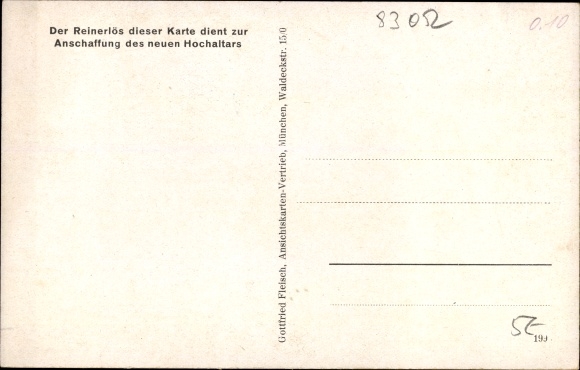 Der Reinerlös dieser Karte dient zur
Anschaffung des neuen Hochaltars
Gottfried Fleisch, Ansichtskarten-Vertrieb, München, Waldeckstr. 15/0
83052
0.10